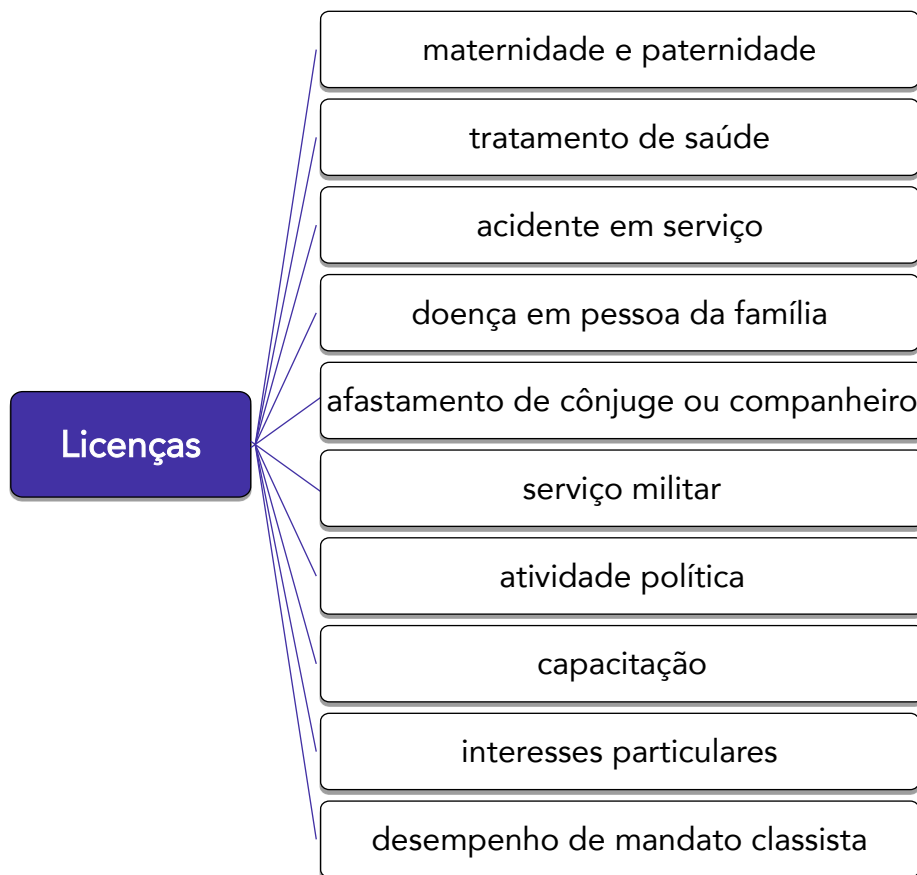 maternidade e paternidade
tratamento de saúde
acidente em serviço
doença em pessoa da família
afastamento de cônjuge ou companheiro
Licenças
serviço militar
atividade política
capacitação
interesses particulares
desempenho de mandato classista